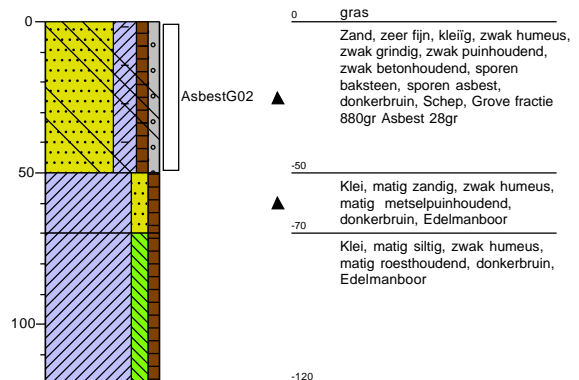 0
50
100
AsbestG02
0
gras
Zand, zeer fijn, kleiïg, zwak humeus,
zwak grindig, zwak puinhoudend,
zwak betonhoudend, sporen
baksteen, sporen asbest,
donkerbruin, Schep, Grove fractie
880gr Asbest 28gr
-50
Klei, matig zandig, zwak humeus,
matig metselpuinhoudend,
donkerbruin, Edelmanboor
-70
Klei, matig siltig, zwak humeus,
matig roesthoudend, donkerbruin,
Edelmanboor
-120